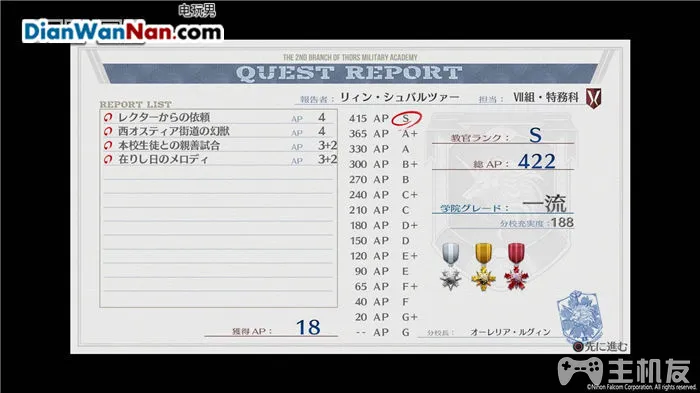 电玩男
DianWanNan.com
THE 2ND BRANCH OF THORS MILITARY ACADEMY
QUEST REPORT
報告者： リィン・シュバルツァー 担当： Ⅶ組・特務科
REPORT LIST
レクターからの依頼 AP 4
西オスティア街道の幻獣 AP 4
本校生徒との親善試合 AP 3+2
在りし日のメロディ AP 3+2
獲得AP： 18
415 AP S
365 AP A+
330 AP A
300 AP B+
270 AP B
240 AP C+
210 AP C
180 AP D+
150 AP D
120 AP E+
90 AP E
65 AP F+
40 AP F
20 AP G+
-- AP G
教官ランク： S
総AP： 422
学院グレード： 一流
分校充実度： 188
分校長： オーレリア・ルグィン
先に進む
主机友
©Nihon Falcom Corporation. All Rights Reserved.